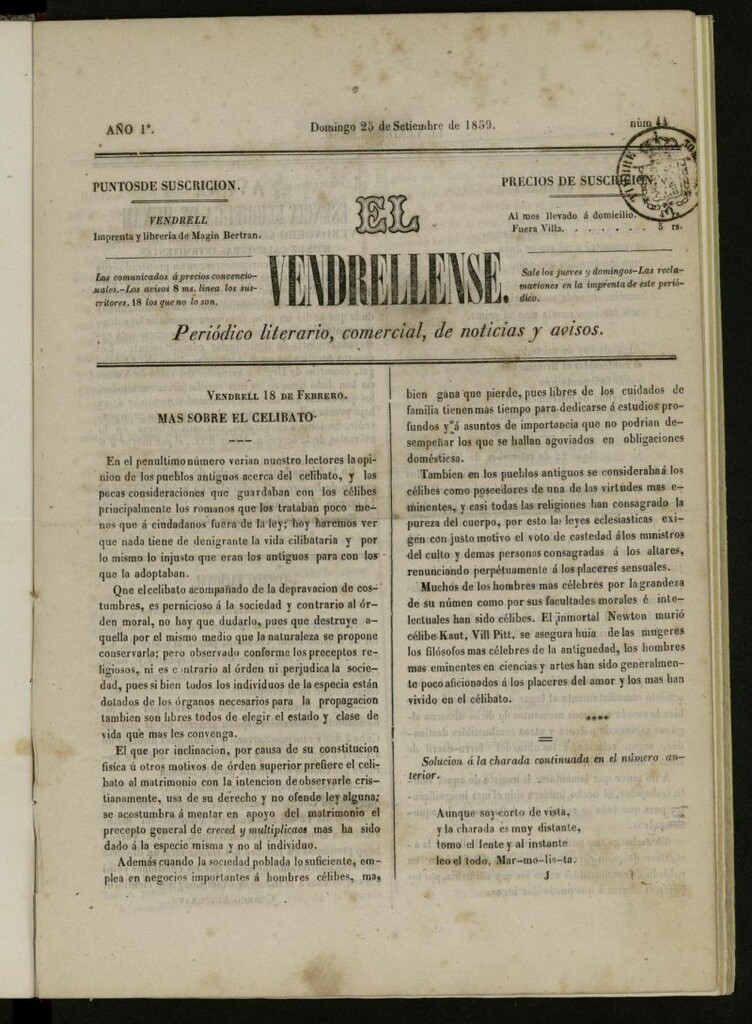 AÑO 1º.
Domingo 25 de Setiembre de 1859.
núm 44
PUNTOSDE SUSCRICION.
VENDRELL
Imprenta y libreria de Magin Bertran.
Los comunicados á precios convencio-
nales.–Los avisos 8 ms. linea los sus-
critores, 18 los que no lo son.
EL
VENDRELLENSE.
PRECIOS DE SUSCRICION.
Al mes llevado á domicilio. 4 rs.
Fuera Villa. . . . . . . 5 rs.
Sale los jueves y domingos-Las recla-
maciones en la imprenta de este perió-
dico.
TIMBRE
Periódico literario, comercial, de noticias y avisos.
VENDRELL 18 DE FEBRERO.
MAS SOBRE EL CELIBATO.
En el penultimo número verian nuestro lectores la opi-
nion de los pueblos antiguos acerca del celibato, y las
pocas consideraciones que guardaban con los célibes
principalmente los romanos que los trataban poco me-
nos que á ciudadanos fuera de la ley; hoy haremos ver
que nada tiene de denigrante la vida cilibataria y por
lo mismo lo injusto que eran los antiguos para con los
que la adoptaban.
Que el celibato acompañado de la depravacion de cos-
tumbres, es pernicioso á la sociedad y contrario al ór-
den moral, no hay que dudarlo, pues que destruye a-
quella por el mismo medio que la naturaleza se propone
conservarla; pero observado conforme los preceptos re-
ligiosos, ni es contrario al órden ni perjudica la socie-
dad, pues si bien todos los individuos de la especia están
dotados de los órganos necesarios para la propagacion
tambien son libres todos de elegir el estado y clase de
vida que mas les convenga.
El que por inclinacion, por causa de su constitucion
fisica ú otros motivos de órden superior prefiere el celi-
bato al matrimonio con la intencion de observarle cris-
tianamente, usa de su derecho y no ofende ley alguna;
se acostumbra á mentar en apoyo del matrimonio el
precepto general de creced y multiplicaos mas ha sido
dado á la especie misma y no al individuo.
Además cuando la sociedad poblada lo suficiente, em-
plea en negocios importantes á hombres célibes, mas
bien gana que pierde, pues libres de los cuidados de
familia tienen mas tiempo para dedicarse á estudios pro-
fundos y á asuntos de importancia que no podrian de-
sempeñar los que se hallan agoviados en obligaciones
doméstcsa.
Tambien en los pueblos antiguos se consideraba á los
célibes como poseedores de una de las virtudes mas e-
minentes, y casi todas las religiones han consagrado la
pureza del cuerpo, por esto las leyes eclesiasticas exi-
gen con justo motivo el voto de castedad álos ministros
del culto y demas personas consagradas á los altares,
renunciando perpétuamente á los placeres sensuales.
Muchos de los hombres mas célebres por la grandeza
de su númen como por sus facultades morales é inte-
lectuales han sido célibes. El inmortal Newton murió
célibe Kaut, Vill Pitt, se asegura huia de las mugeres
los filósofos mas célebres de la antiguedad, los hombres
mas eminentes en ciencias y artes han sido generalmen-
te poco aficionados á los placeres del amor y los mas han
vivido en el célibato.
****
Solucion á la charada continuada en el número an-
terior.
Aunque soy corto de vista,
y la charada es muy distante,
tomo el lente y al instante
leo el todo, Mar-mo-lis-ta.
J